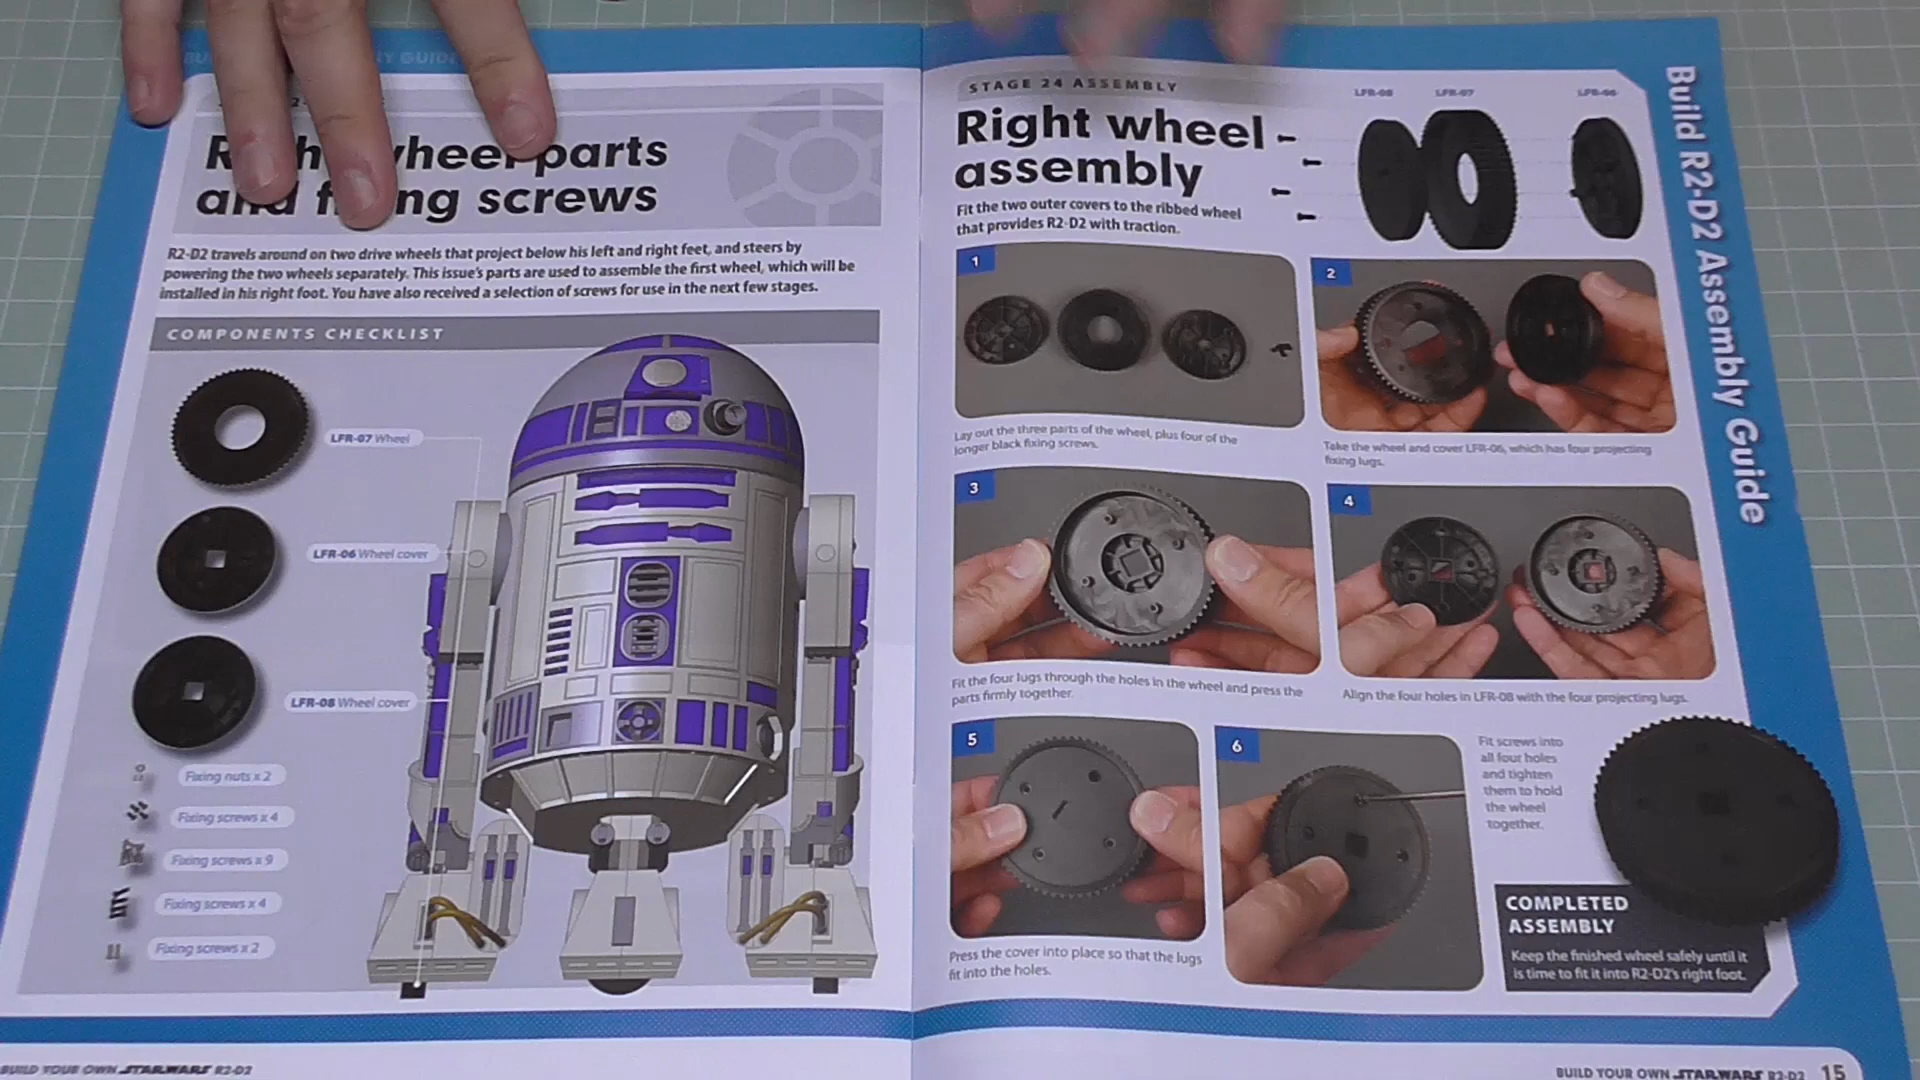 GUIDE
parts
screws
R2-D2 travels around on two drive wheels that project below his left and right feet, and steers by
powering the two wheels separately. This issue's parts are used to assemble the first wheel, which will be
installed in his right foot. You have also received a selection of screws for use in the next few stages.
COMPONENTS CHECKLIST
LFR-07 Wheel
LFR-06 Wheel cover
LFR-08 Wheel cover
Fixing nuts x 2
Fixing screws x 4
Fixing screws x 9
Fixing screws x 4
Fixing screws x 2
BUILD YOUR OWN STAR WARS R2-D2
STAGE 24 ASSEMBLY
Right wheel
assembly
Fit the two outer covers to the ribbed wheel
that provides R2-D2 with traction.
LFR-08
LFR-07
LFR-06
1
Lay out the three parts of the wheel, plus four of the
longer black fixing screws.
2
Take the wheel and cover LFR-06, which has four projecting
fixing lugs.
3
Fit the four lugs through the holes in the wheel and press the
parts firmly together.
4
Align the four holes in LFR-08 with the four projecting lugs.
5
Press the cover into place so that the lugs
fit into the holes.
6
Fit screws into
all four holes
and tighten
them to hold
the wheel
together.
COMPLETED
ASSEMBLY
Keep the finished wheel safely until it
is time to fit it into R2-D2's right foot.
Build R2-D2 Assembly Guide
BUILD YOUR OWN STAR WARS R2-D2 15